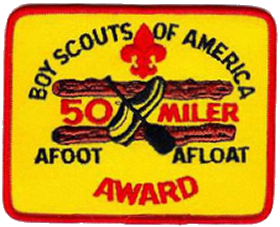 BOY SCOUTS OF AMERICA
50 MILER
AFOOT AFLOAT
AWARD